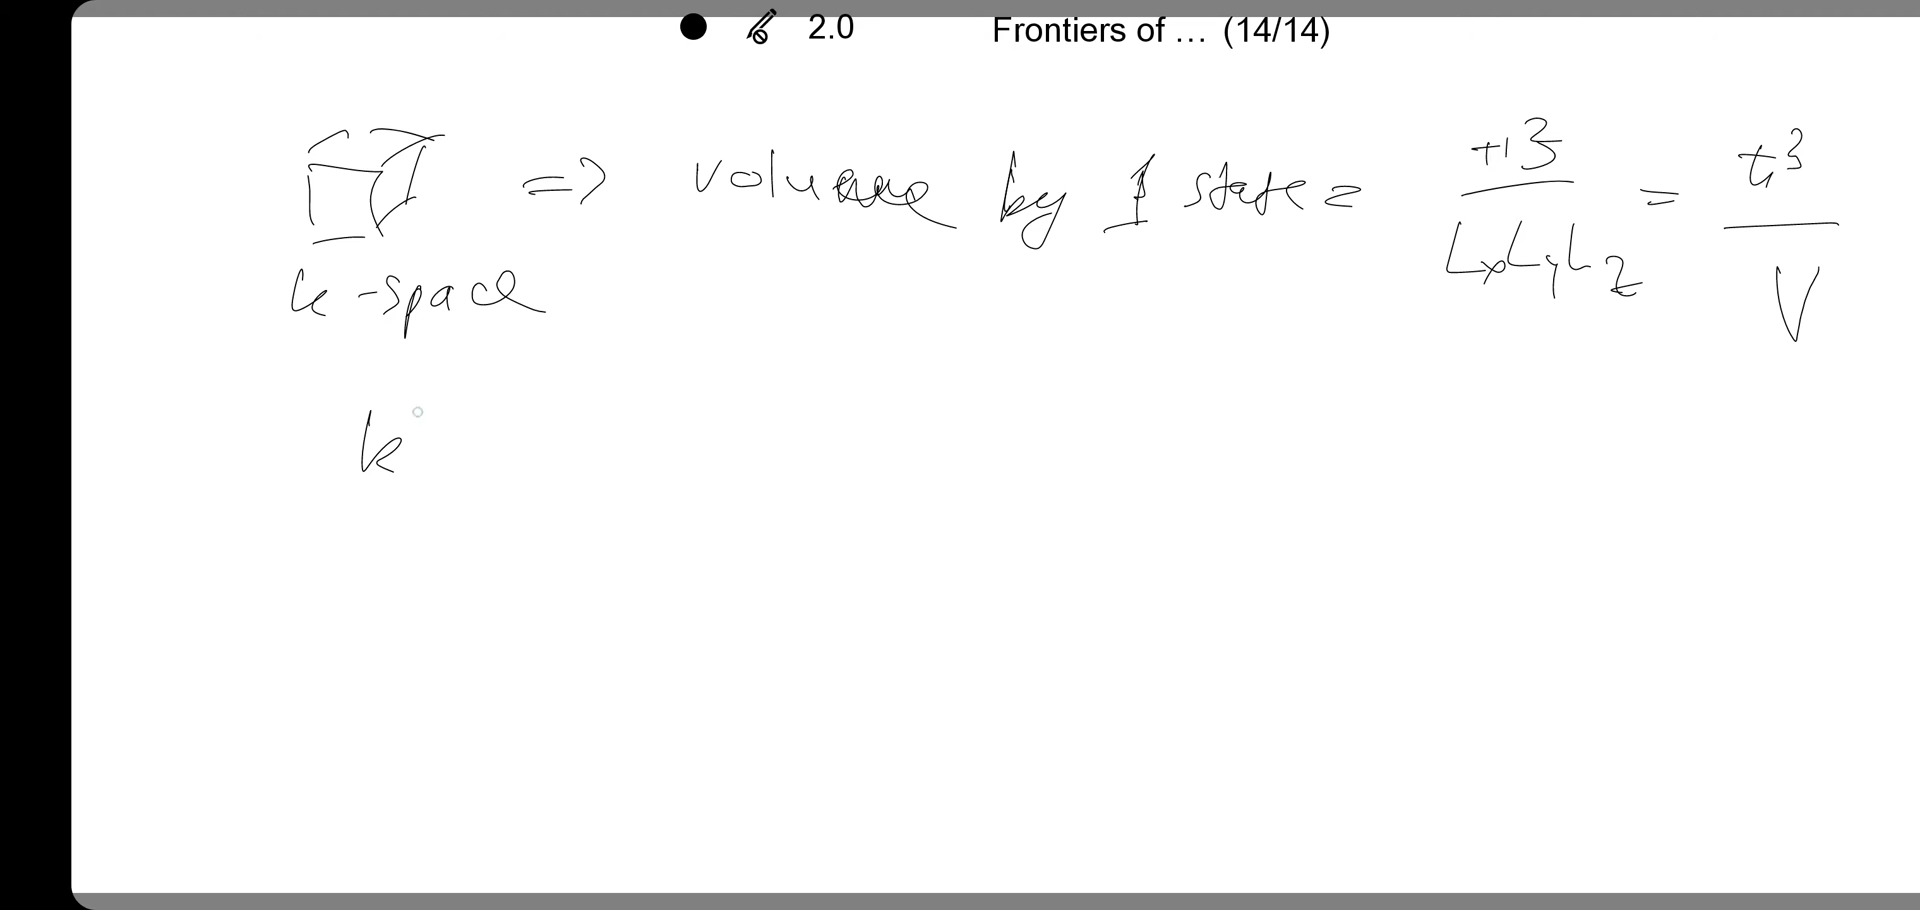 2.0 Frontiers of ... (14/14)
=> volume by 1 state = π³ / LxLyLz = π³ / V
k-space
k